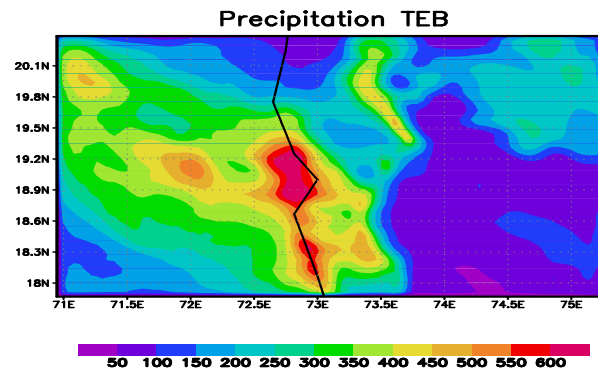 Precipitation TEB
20.1N
19.8N
19.5N
19.2N
18.9N
18.6N
18.3N
18N
71E 71.5E 72E 72.5E 73E 73.5E 74E 74.5E 75E
50 100 150 200 250 300 350 400 450 500 550 600